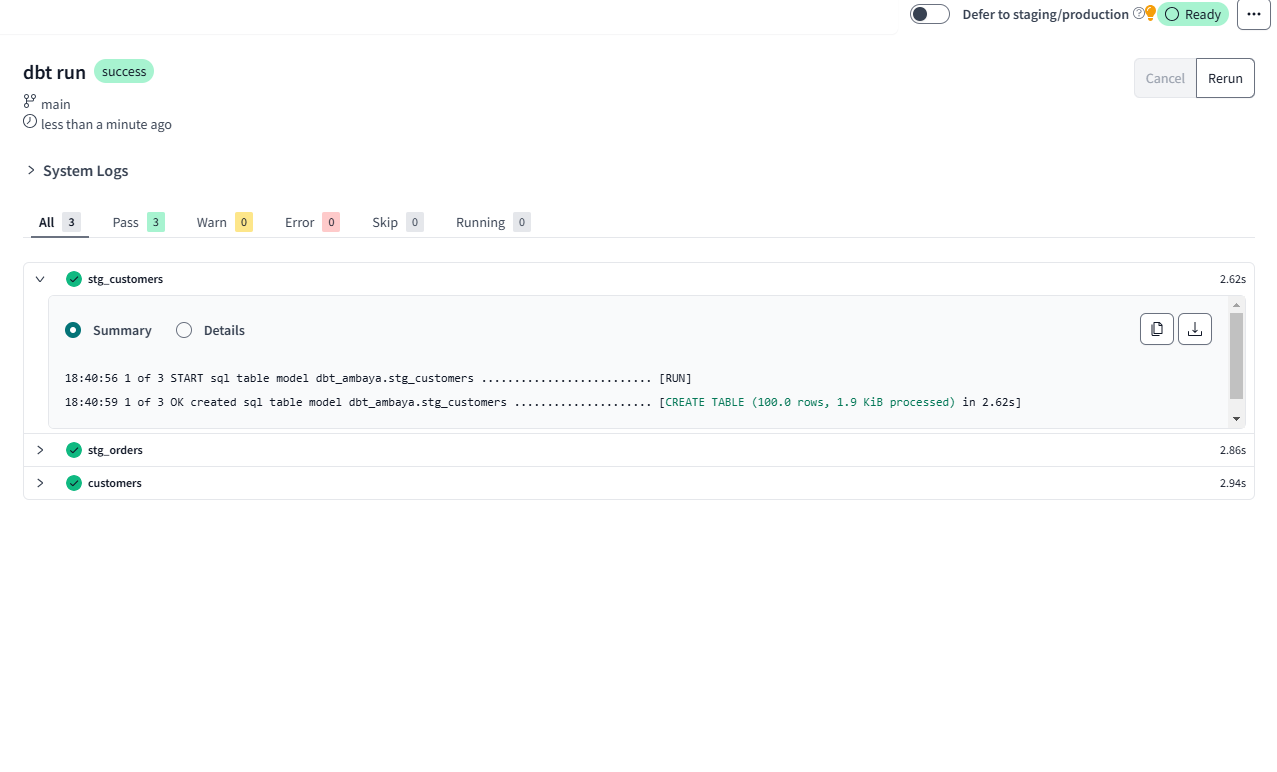 Defer to staging/production Ready
dbt run success
Cancel Rerun
main
less than a minute ago
System Logs
All 3 Pass 3 Warn 0 Error 0 Skip 0 Running 0
stg_customers 2.62s
Summary Details
18:40:56 1 of 3 START sql table model dbt_ambaya.stg_customers .......................... [RUN]
18:40:59 1 of 3 OK created sql table model dbt_ambaya.stg_customers ..................... [CREATE TABLE (100.0 rows, 1.9 KiB processed) in 2.62s]
stg_orders 2.86s
customers 2.94s